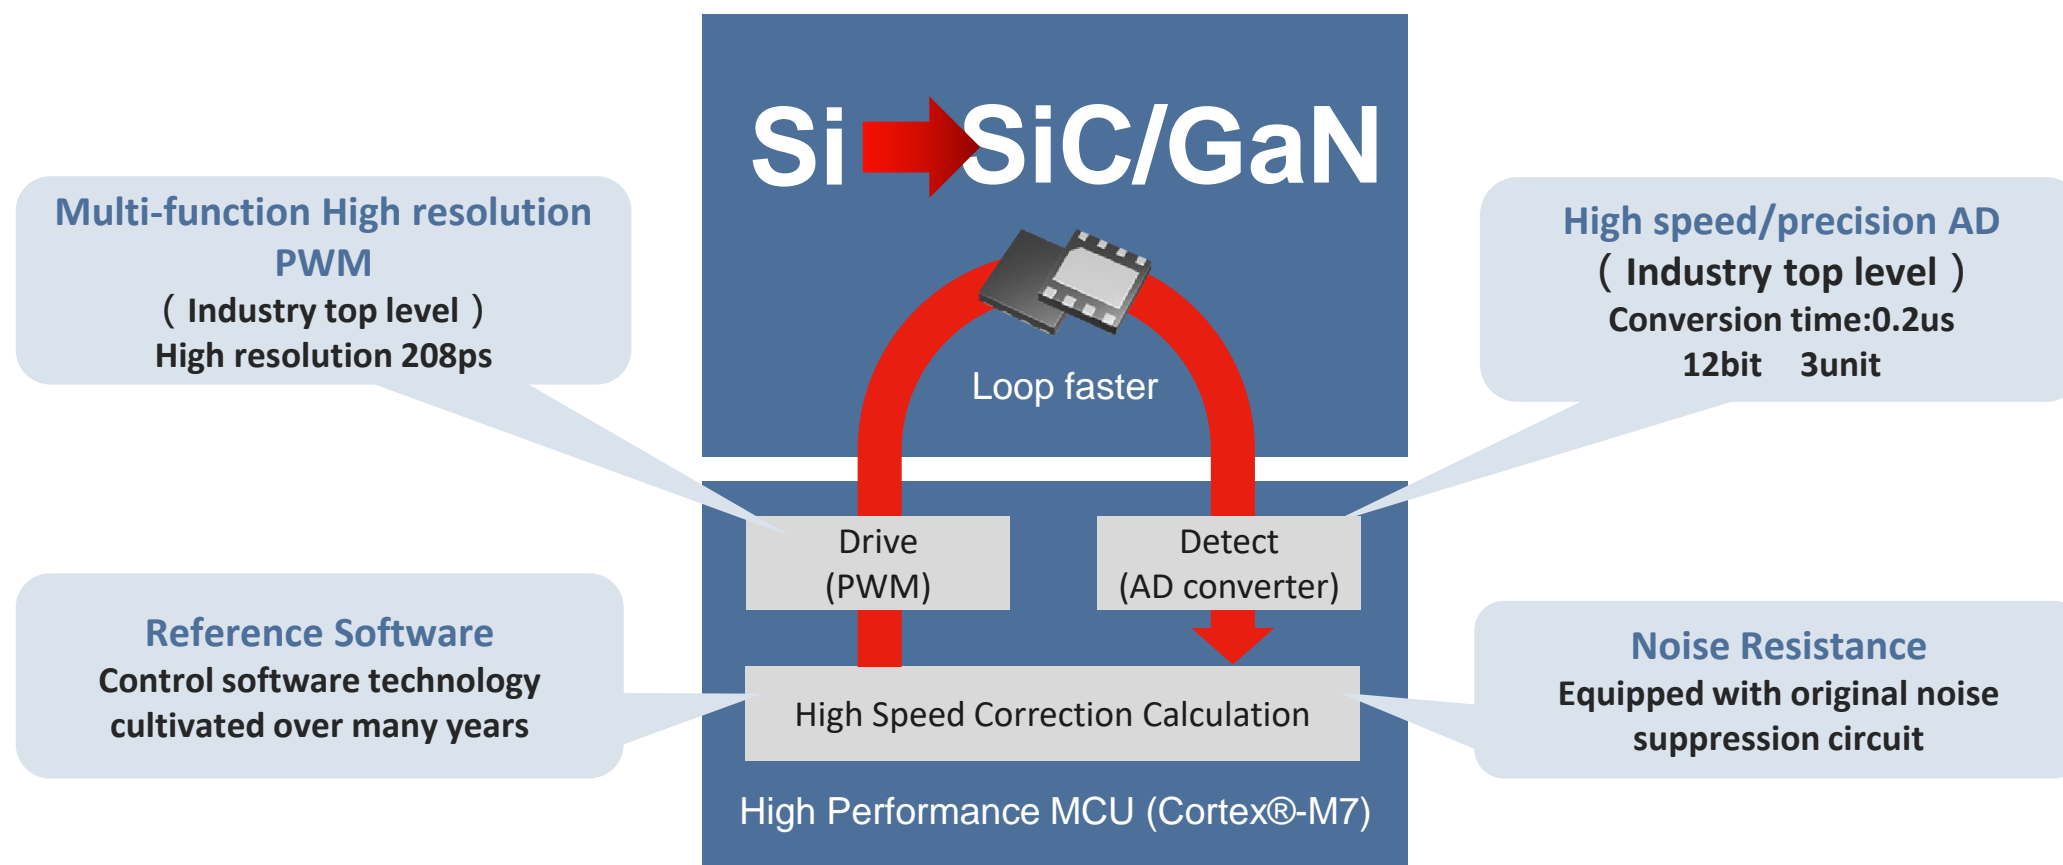 Si SiC/GaN
Loop faster
Multi-function High resolution
PWM
( Industry top level )
High resolution 208ps
High speed/precision AD
( Industry top level )
Conversion time:0.2us
12bit 3unit
Drive
(PWM)
Detect
(AD converter)
Reference Software
Control software technology
cultivated over many years
High Speed Correction Calculation
Noise Resistance
Equipped with original noise
suppression circuit
High Performance MCU (Cortex®-M7)